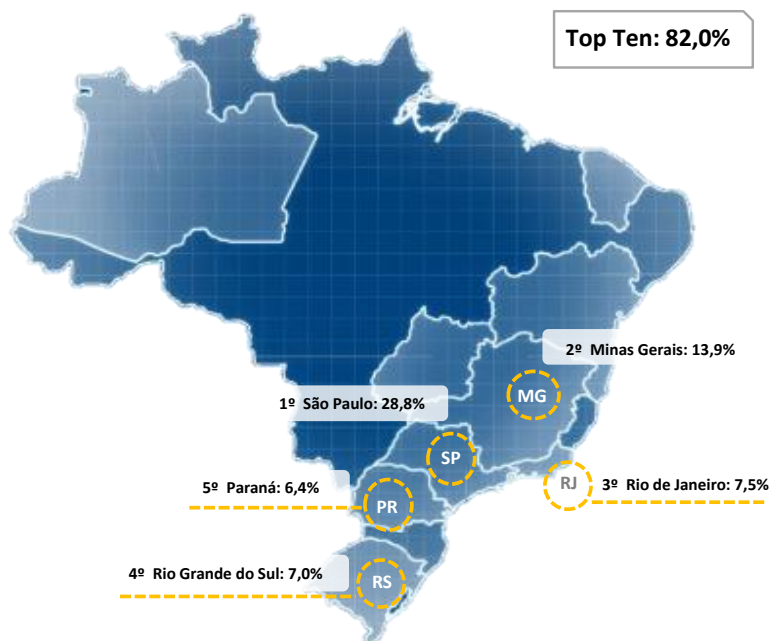 Top Ten: 82,0%
2º Minas Gerais: 13,9%
MG
1º São Paulo: 28,8%
SP
RJ
3º Rio de Janeiro: 7,5%
5º Paraná: 6,4%
PR
4º Rio Grande do Sul: 7,0%
RS